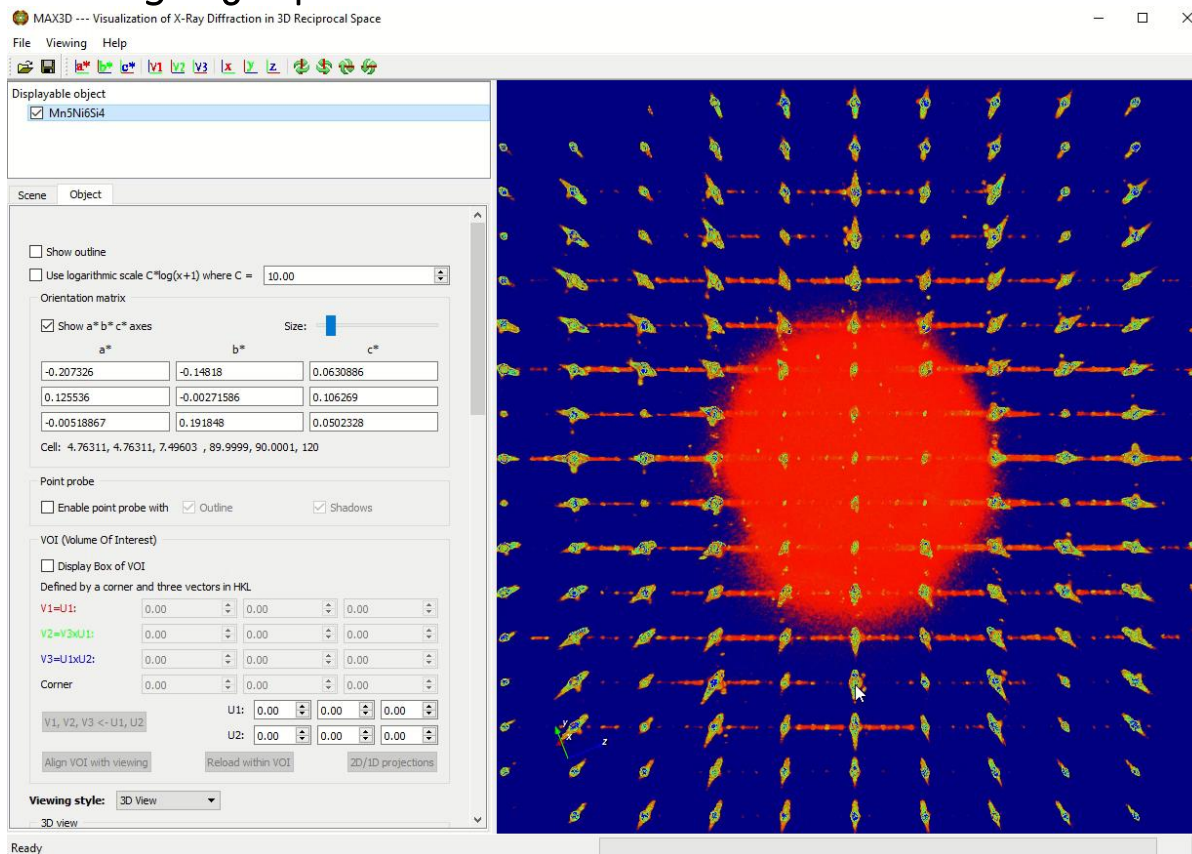 MAX3D --- Visualization of X-Ray Diffraction in 3D Reciprocal Space
File Viewing Help
a* b* c* V1 V2 V3 x y z
Displayable object
Mn5Ni6Si4
Scene Object
Show outline
Use logarithmic scale C*log(x+1) where C = 10.00
Orientation matrix
Show a* b* c* axes Size:
a* b* c*
-0.207326 -0.14818 0.0630886
0.125536 -0.00271586 0.106269
-0.00518867 0.191848 0.0502328
Cell: 4.76311, 4.76311, 7.49603 , 89.9999, 90.0001, 120
Point probe
Enable point probe with Outline Shadows
VOI (Volume Of Interest)
Display Box of VOI
Defined by a corner and three vectors in HKL
V1=U1: 0.00 0.00 0.00
V2=V3xU1: 0.00 0.00 0.00
V3=U1xU2: 0.00 0.00 0.00
Corner 0.00 0.00 0.00
U1: 0.00 0.00 0.00
V1, V2, V3 <- U1, U2
U2: 0.00 0.00 0.00
Align VOI with viewing Reload within VOI 2D/1D projections
Viewing style: 3D View
3D view
Ready
y
x
z